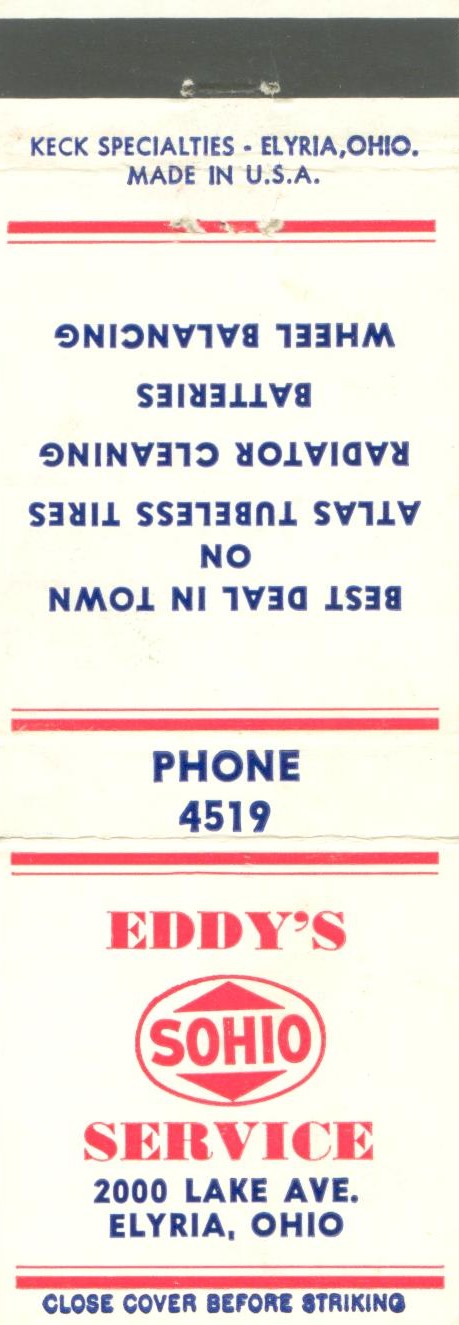 KECK SPECIALTIES - ELYRIA, OHIO.
MADE IN U.S.A.
BEST DEAL IN TOWN
ON
ATLAS TUBELESS TIRES
RADIATOR CLEANING
BATTERIES
WHEEL BALANCING
PHONE
4519
EDDY'S
SOHIO
SERVICE
2000 LAKE AVE.
ELYRIA, OHIO
CLOSE COVER BEFORE STRIKING